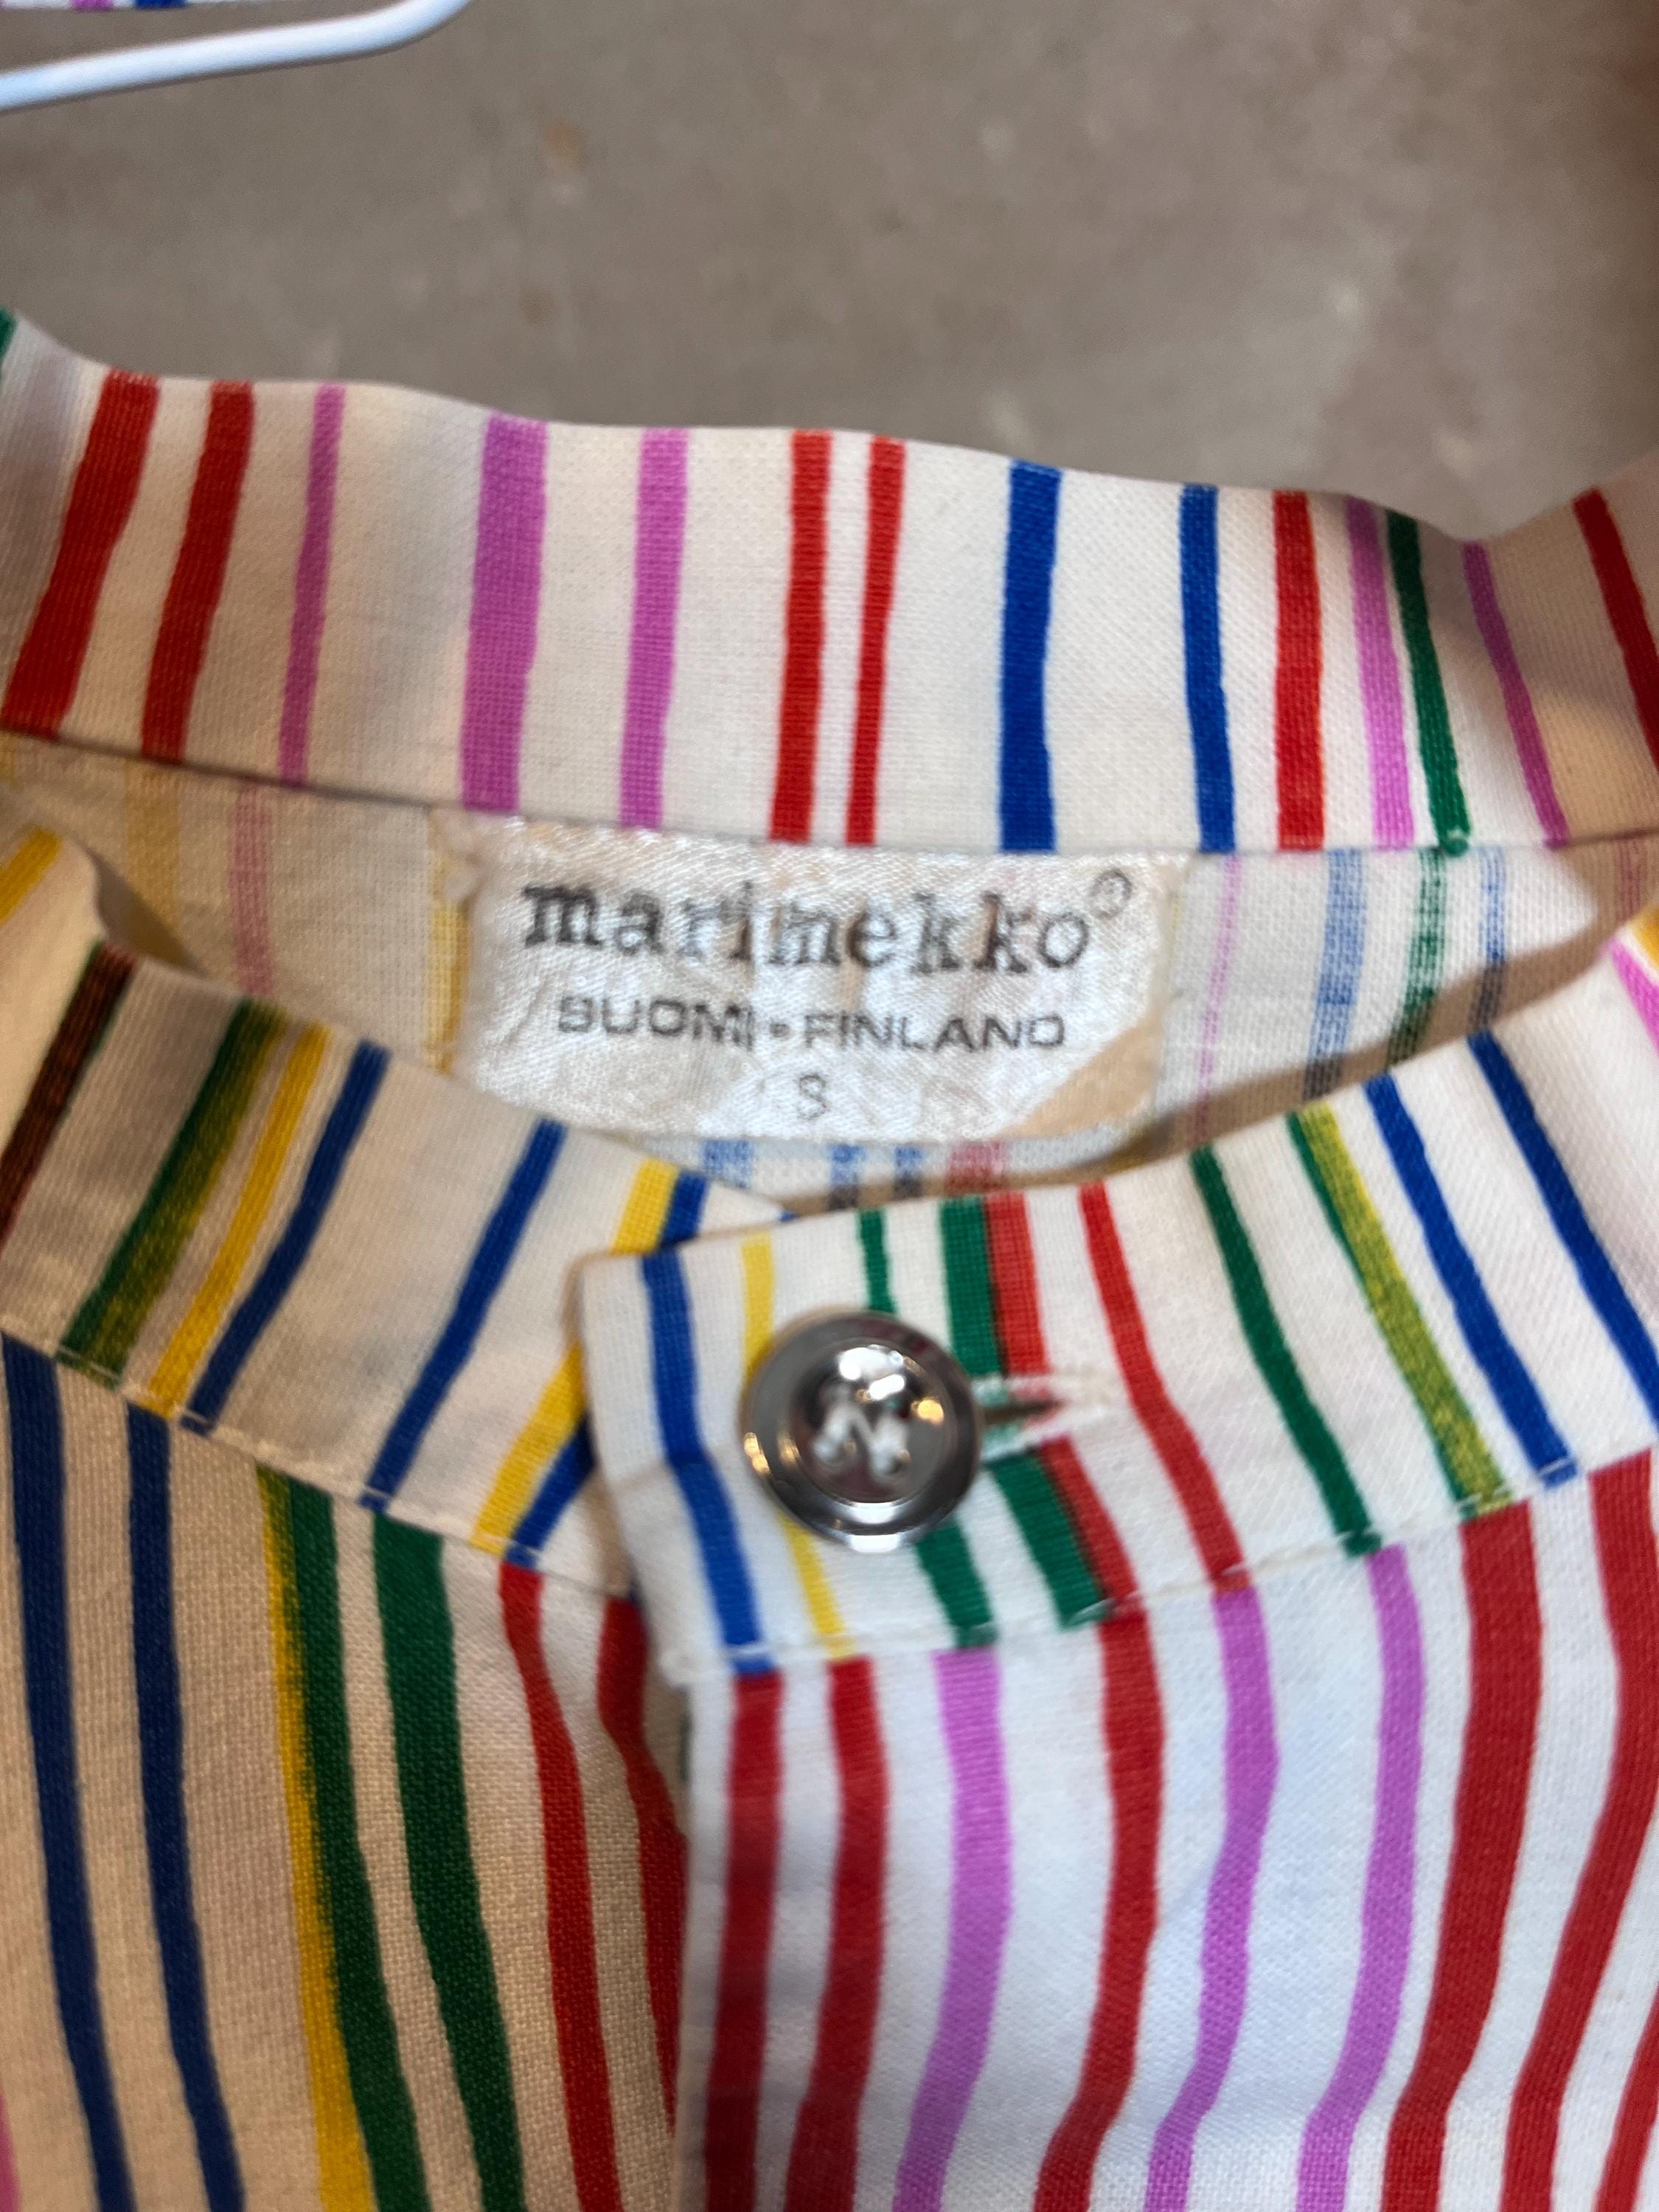 marimekko®
SUOMI • FINLAND
S